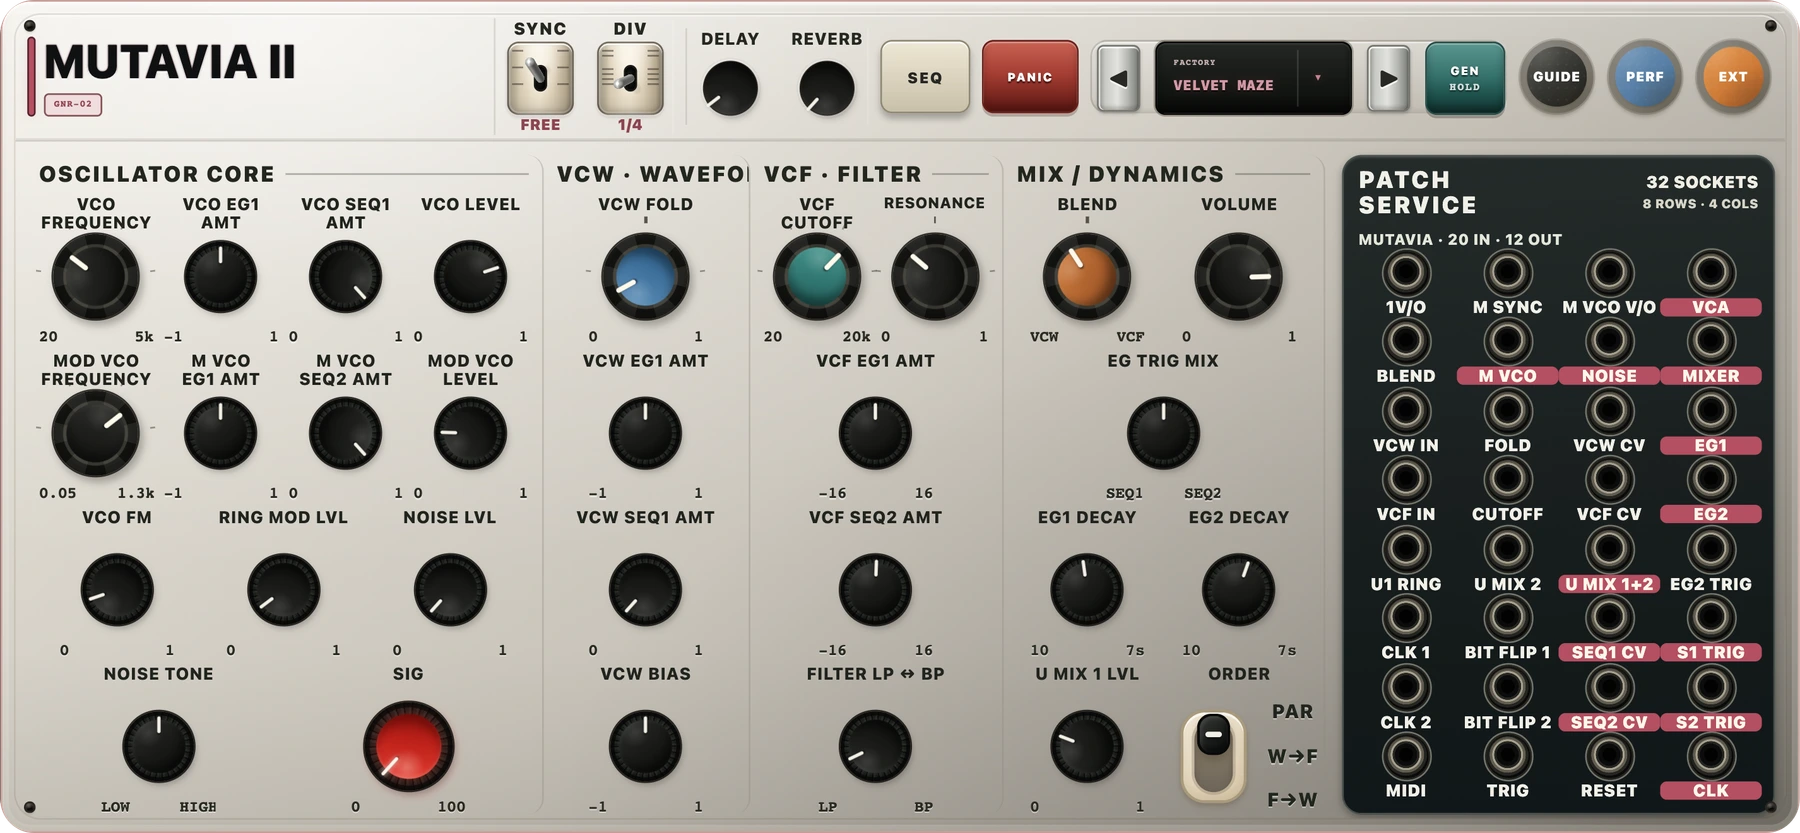 MUTAVIA II
GNR-02
SYNC
FREE
DIV
1/4
DELAY
REVERB
SEQ
PANIC
◀
FACTORY
VELVET MAZE
▼
▶
GEN
HOLD
GUIDE
PERF
EXT
OSCILLATOR CORE
VCO
FREQUENCY
20 5k
VCO EG1
AMT
-1 1
VCO SEQ1
AMT
0 1
VCO LEVEL
0 1
MOD VCO
FREQUENCY
0.05 1.3k
M VCO
EG1 AMT
-1 1
M VCO
SEQ2 AMT
0 1
MOD VCO
LEVEL
0 1
VCO FM
0 1
RING MOD LVL
0 1
NOISE LVL
0 1
NOISE TONE
LOW HIGH
SIG
0 100
VCW · WAVEFO
VCW FOLD
0 1
VCW EG1 AMT
-1 1
VCW SEQ1 AMT
0 1
VCW BIAS
-1 1
VCF · FILTER
VCF
CUTOFF
20 20k
RESONANCE
0 1
VCF EG1 AMT
-16 16
VCF SEQ2 AMT
-16 16
FILTER LP ↔ BP
LP BP
MIX / DYNAMICS
BLEND
VCW VCF
VOLUME
0 1
EG TRIG MIX
SEQ1 SEQ2
EG1 DECAY
10 7s
EG2 DECAY
10 7s
U MIX 1 LVL
0 1
ORDER
PAR
W→F
F→W
PATCH
SERVICE
32 SOCKETS
8 ROWS · 4 COLS
MUTAVIA · 20 IN · 12 OUT
1V/O M SYNC M VCO V/O VCA
BLEND M VCO NOISE MIXER
VCW IN FOLD VCW CV EG1
VCF IN CUTOFF VCF CV EG2
U1 RING U MIX 2 U MIX 1+2 EG2 TRIG
CLK 1 BIT FLIP 1 SEQ1 CV S1 TRIG
CLK 2 BIT FLIP 2 SEQ2 CV S2 TRIG
MIDI TRIG RESET CLK